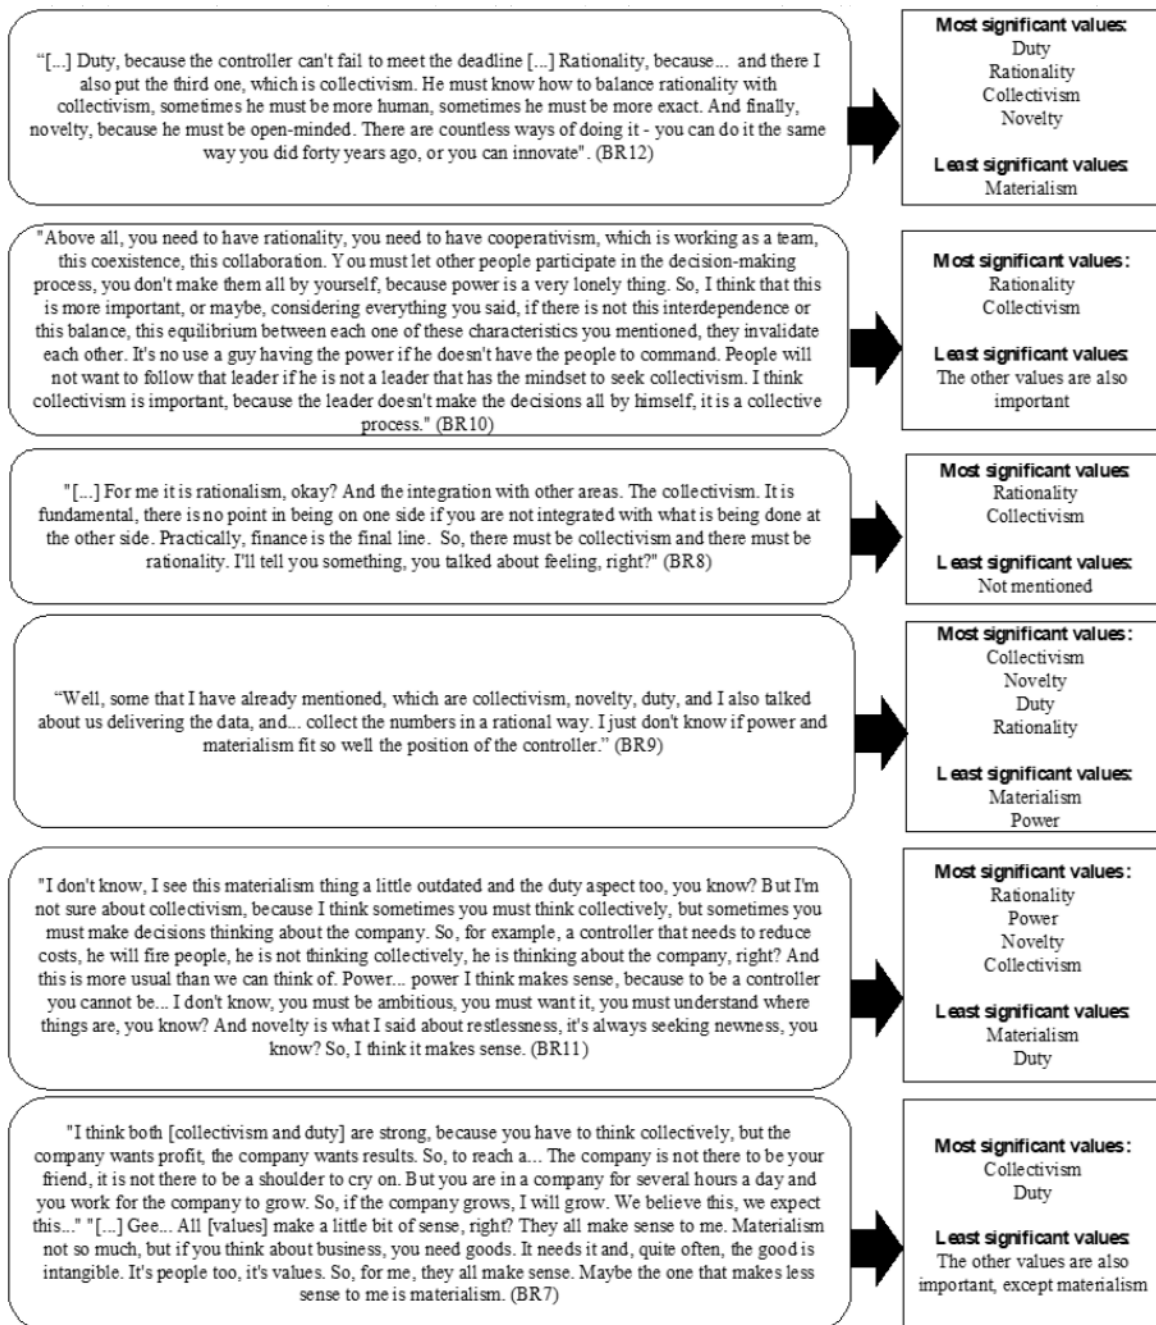 “[...] Duty, because the controller can't fail to meet the deadline [...] Rationality, because... and there I
also put the third one, which is collectivism. He must know how to balance rationality with
collectivism, sometimes he must be more human, sometimes he must be more exact. And finally,
novelty, because he must be open-minded. There are countless ways of doing it - you can do it the same
way you did forty years ago, or you can innovate". (BR12)
Most significant values:
Duty
Rationality
Collectivism
Novelty
Least significant values:
Materialism
"Above all, you need to have rationality, you need to have cooperativism, which is working as a team,
this coexistence, this collaboration. You must let other people participate in the decision-making
process, you don't make them all by yourself, because power is a very lonely thing. So, I think that this
is more important, or maybe, considering everything you said, if there is not this interdependence or
this balance, this equilibrium between each one of these characteristics you mentioned, they invalidate
each other. It's no use a guy having the power if he doesn't have the people to command. People will
not want to follow that leader if he is not a leader that has the mindset to seek collectivism. I think
collectivism is important, because the leader doesn't make the decisions all by himself, it is a collective
process." (BR10)
Most significant values:
Rationality
Collectivism
Least significant values:
The other values are also
important
"[...] For me it is rationalism, okay? And the integration with other areas. The collectivism. It is
fundamental, there is no point in being on one side if you are not integrated with what is being done at
the other side. Practically, finance is the final line.  So, there must be collectivism and there must be
rationality. I'll tell you something, you talked about feeling, right?" (BR8)
Most significant values:
Rationality
Collectivism
Least significant values:
Not mentioned
“Well, some that I have already mentioned, which are collectivism, novelty, duty, and I also talked
about us delivering the data, and... collect the numbers in a rational way. I just don't know if power and
materialism fit so well the position of the controller.” (BR9)
Most significant values:
Collectivism
Novelty
Duty
Rationality
Least significant values:
Materialism
Power
"I don't know, I see this materialism thing a little outdated and the duty aspect too, you know? But I'm
not sure about collectivism, because I think sometimes you must think collectively, but sometimes you
must make decisions thinking about the company. So, for example, a controller that needs to reduce
costs, he will fire people, he is not thinking collectively, he is thinking about the company, right? And
this is more usual than we can think of. Power... power I think makes sense, because to be a controller
you cannot be... I don't know, you must be ambitious, you must want it, you must understand where
things are, you know? And novelty is what I said about restlessness, it's always seeking newness, you
know? So, I think it makes sense. (BR11)
Most significant values:
Rationality
Power
Novelty
Collectivism
Least significant values:
Materialism
Duty
"I think both [collectivism and duty] are strong, because you have to think collectively, but the
company wants profit, the company wants results. So, to reach a... The company is not there to be your
friend, it is not there to be a shoulder to cry on. But you are in a company for several hours a day and
you work for the company to grow. So, if the company grows, I will grow. We believe this, we expect
this..." "[...] Gee... All [values] make a little bit of sense, right? They all make sense to me. Materialism
not so much, but if you think about business, you need goods. It needs it and, quite often, the good is
intangible. It's people too, it's values. So, for me, they all make sense. Maybe the one that makes less
sense to me is materialism. (BR7)
Most significant values:
Collectivism
Duty
Least significant values:
The other values are also
important, except materialism